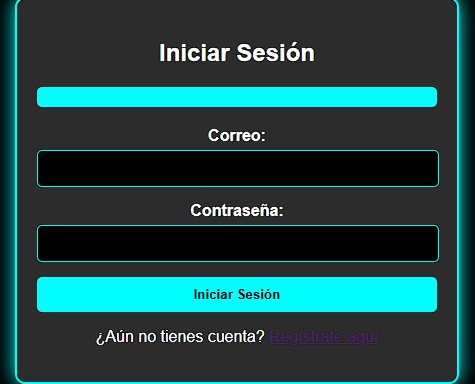 Iniciar Sesión
Correo:
Contraseña:
Iniciar Sesión
¿Aún no tienes cuenta? Regístrate aquí